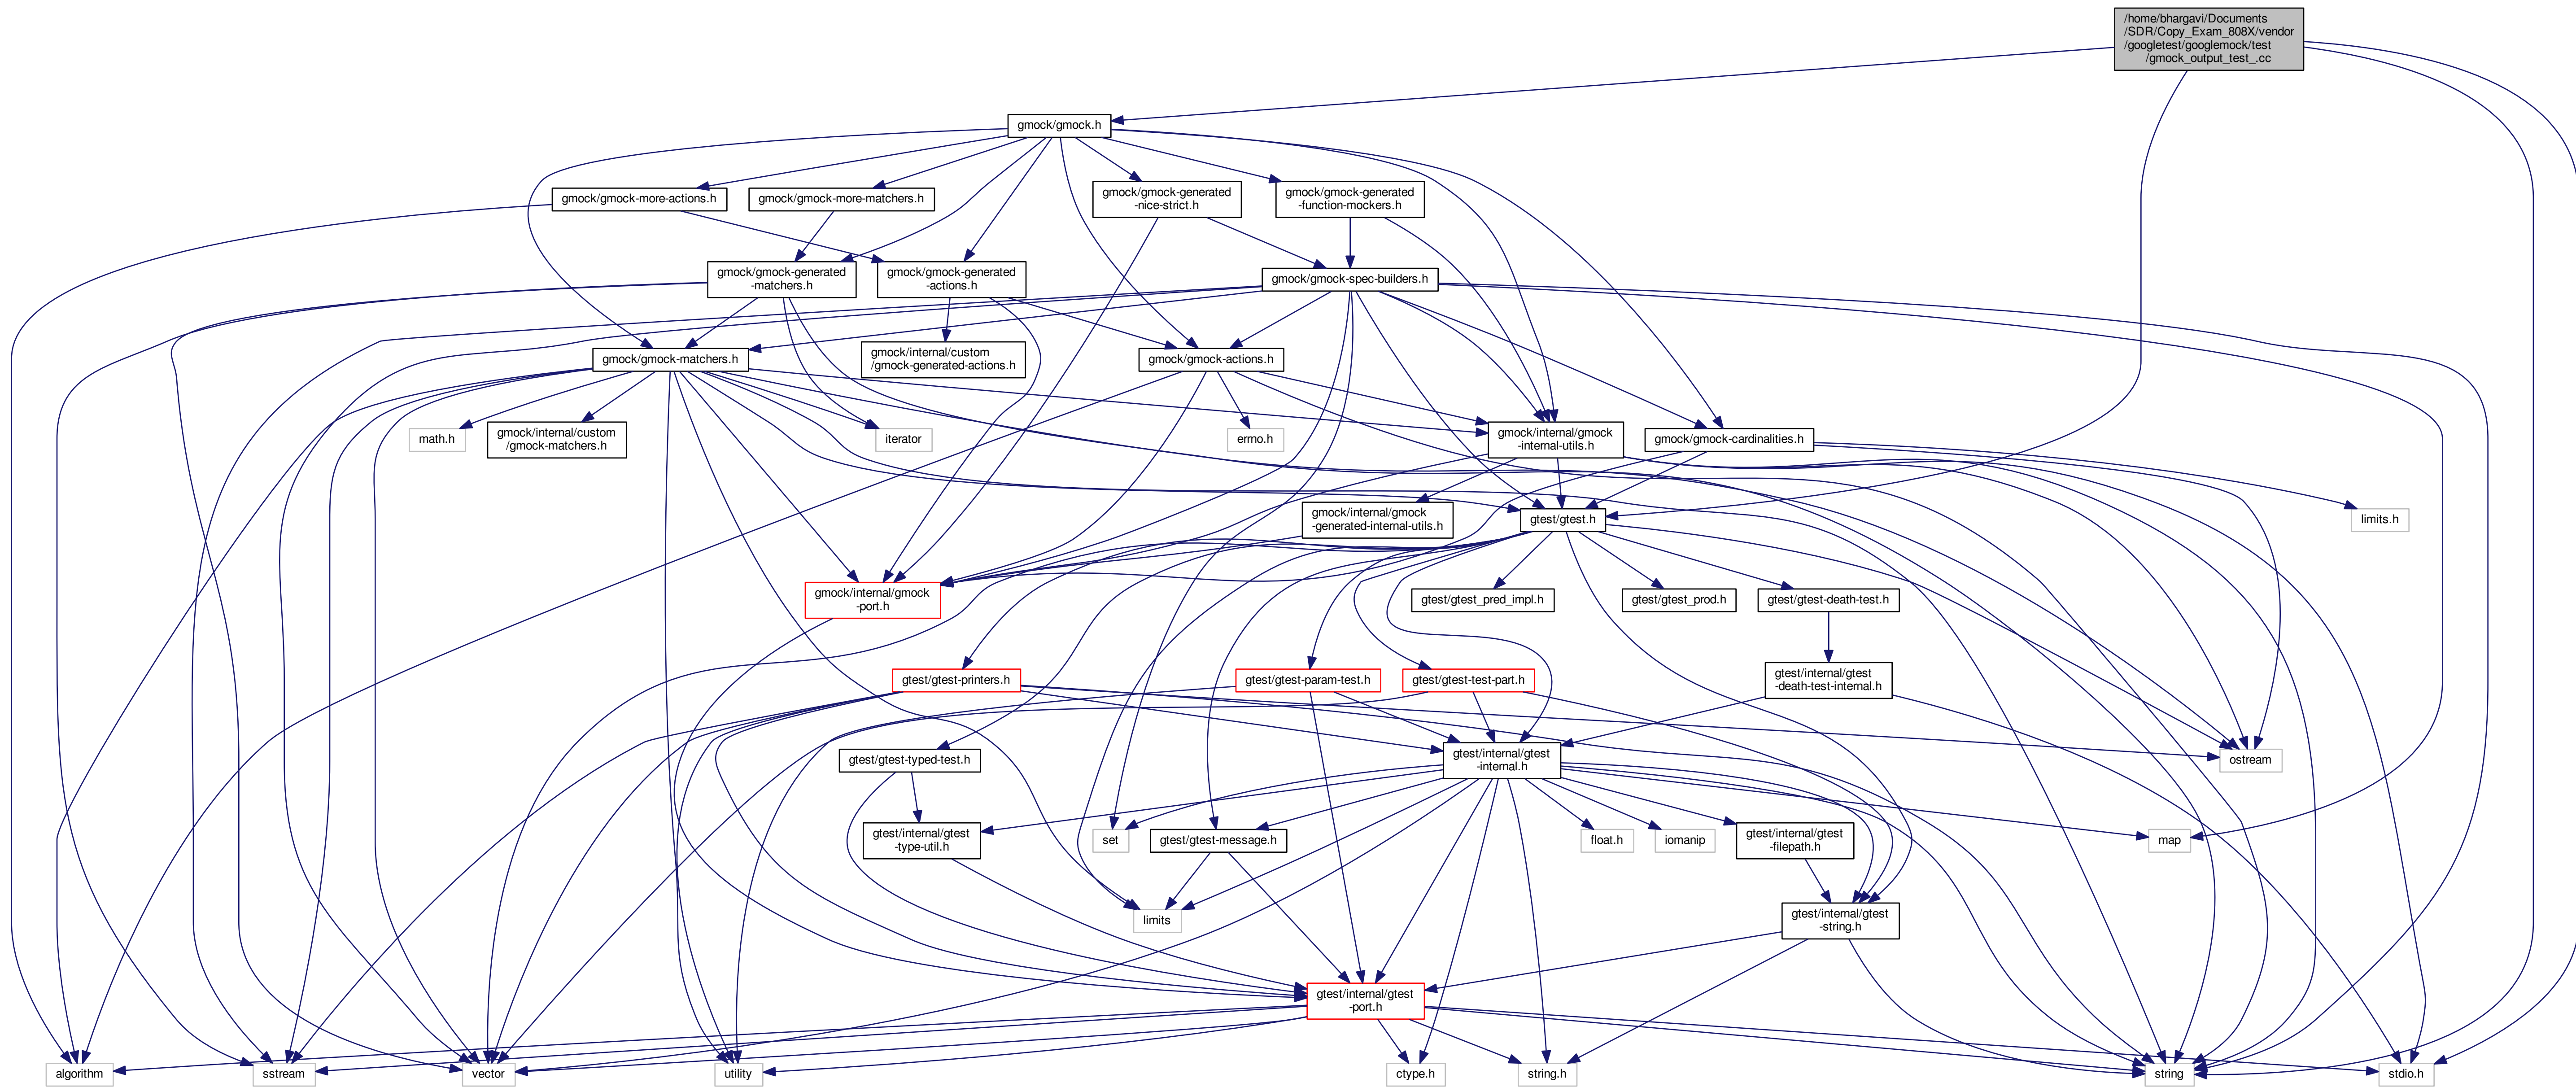 /home/bhargavi/Documents
/SDR/Copy_Exam_808X/vendor
/googletest/googlemock/test
/gmock_output_test_.cc
gmock/gmock.h
gmock/gmock-more-actions.h
gmock/gmock-more-matchers.h
gmock/gmock-generated
-nice-strict.h
gmock/gmock-generated
-function-mockers.h
gmock/gmock-generated
-matchers.h
gmock/gmock-generated
-actions.h
gmock/gmock-spec-builders.h
gmock/gmock-matchers.h
gmock/internal/custom
/gmock-generated-actions.h
gmock/gmock-actions.h
math.h
gmock/internal/custom
/gmock-matchers.h
iterator
errno.h
gmock/internal/gmock
-internal-utils.h
gmock/gmock-cardinalities.h
gmock/internal/gmock
-generated-internal-utils.h
gtest/gtest.h
limits.h
gmock/internal/gmock
-port.h
gtest/gtest_pred_impl.h
gtest/gtest_prod.h
gtest/gtest-death-test.h
gtest/gtest-printers.h
gtest/gtest-param-test.h
gtest/gtest-test-part.h
gtest/internal/gtest
-death-test-internal.h
gtest/gtest-typed-test.h
gtest/internal/gtest
-internal.h
ostream
gtest/internal/gtest
-type-util.h
set
gtest/gtest-message.h
float.h
iomanip
gtest/internal/gtest
-filepath.h
map
limits
gtest/internal/gtest
-string.h
gtest/internal/gtest
-port.h
algorithm
sstream
vector
utility
ctype.h
string.h
string
stdio.h